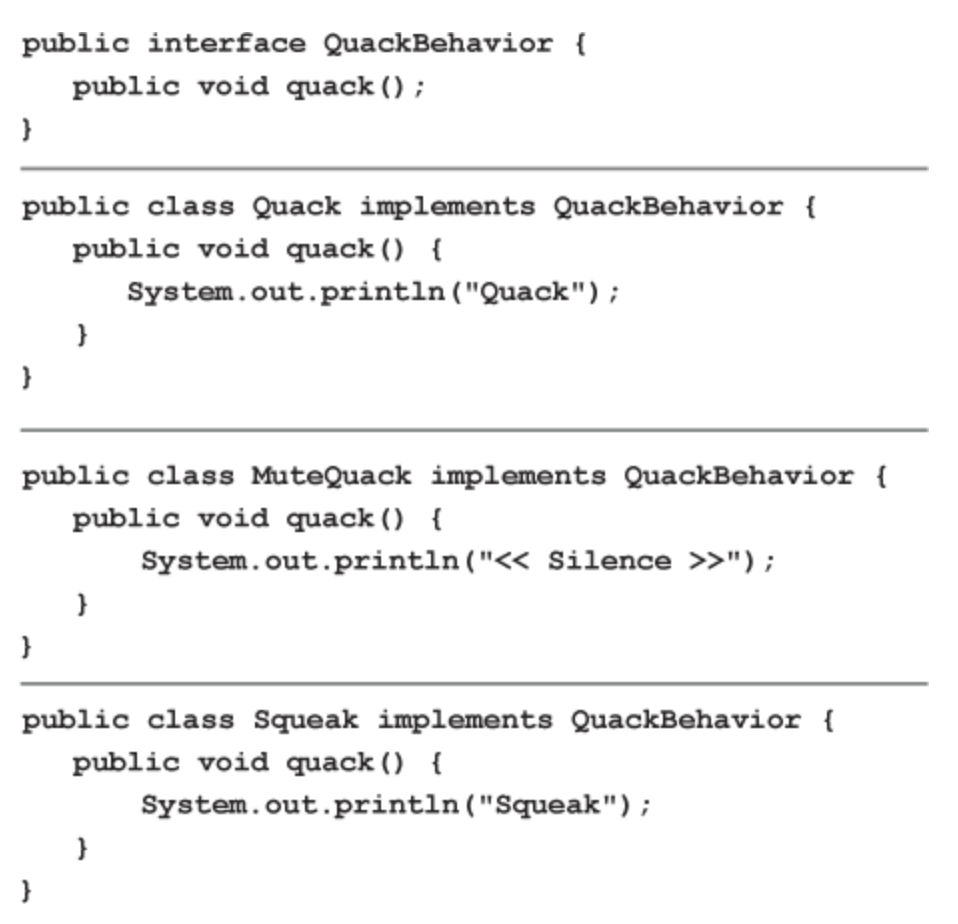 public interface QuackBehavior {
public void quack();
}
public class Quack implements QuackBehavior {
public void quack() {
System.out.println("Quack");
}
}
public class MuteQuack implements QuackBehavior {
public void quack() {
System.out.println("<< Silence >>");
}
}
public class Squeak implements QuackBehavior {
public void quack() {
System.out.println("Squeak");
}
}